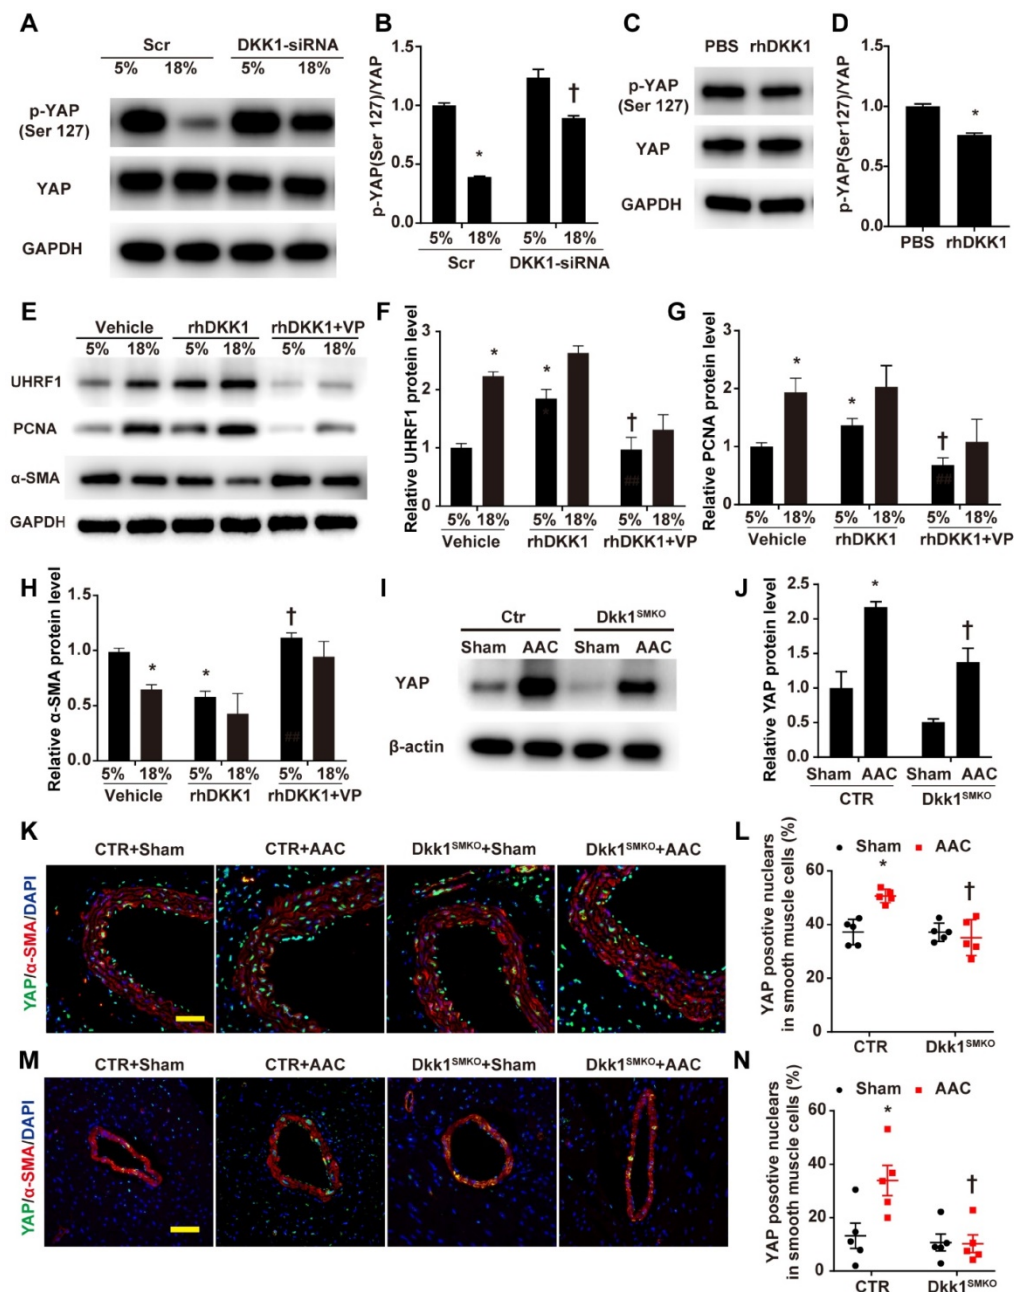 A
Scr
DKK1-siRNA
5% 18% 5% 18%
p-YAP
(Ser 127)
YAP
GAPDH
B
p-YAP(Ser 127)/YAP
1.5
1.0
0.5
0.0
*
†
5% 18% 5% 18%
Scr DKK1-siRNA
C
PBS rhDKK1
p-YAP
(Ser 127)
YAP
GAPDH
D
p-YAP(Ser127)/YAP
1.5
1.0
0.5
0.0
*
PBS rhDKK1
E
Vehicle rhDKK1 rhDKK1+VP
5% 18% 5% 18% 5% 18%
UHRF1
PCNA
α-SMA
GAPDH
F
Relative UHRF1 protein level
3
2
1
0
*
*
†
##
5% 18% 5% 18% 5% 18%
Vehicle rhDKK1 rhDKK1+VP
G
Relative PCNA protein level
3
2
1
0
*
*
†
##
5% 18% 5% 18% 5% 18%
Vehicle rhDKK1 rhDKK1+VP
H
Relative α-SMA protein level
1.5
1.0
0.5
0.0
*
*
†
##
5% 18% 5% 18% 5% 18%
Vehicle rhDKK1 rhDKK1+VP
I
Ctr Dkk1SMKO
Sham AAC Sham AAC
YAP
β-actin
J
Relative YAP protein level
2.5
2.0
1.5
1.0
0.5
0.0
*
†
Sham AAC Sham AAC
CTR Dkk1SMKO
K
CTR+Sham CTR+AAC Dkk1SMKO+Sham Dkk1SMKO+AAC
YAP/α-SMA/DAPI
L
Sham AAC
YAP posotive nuclears
in smooth muscle cells (%)
60
40
20
0
*
†
CTR Dkk1SMKO
M
CTR+Sham CTR+AAC Dkk1SMKO+Sham Dkk1SMKO+AAC
YAP/α-SMA/DAPI
N
Sham AAC
YAP posotive nuclears
in smooth muscle cells (%)
60
40
20
0
*
†
CTR Dkk1SMKO